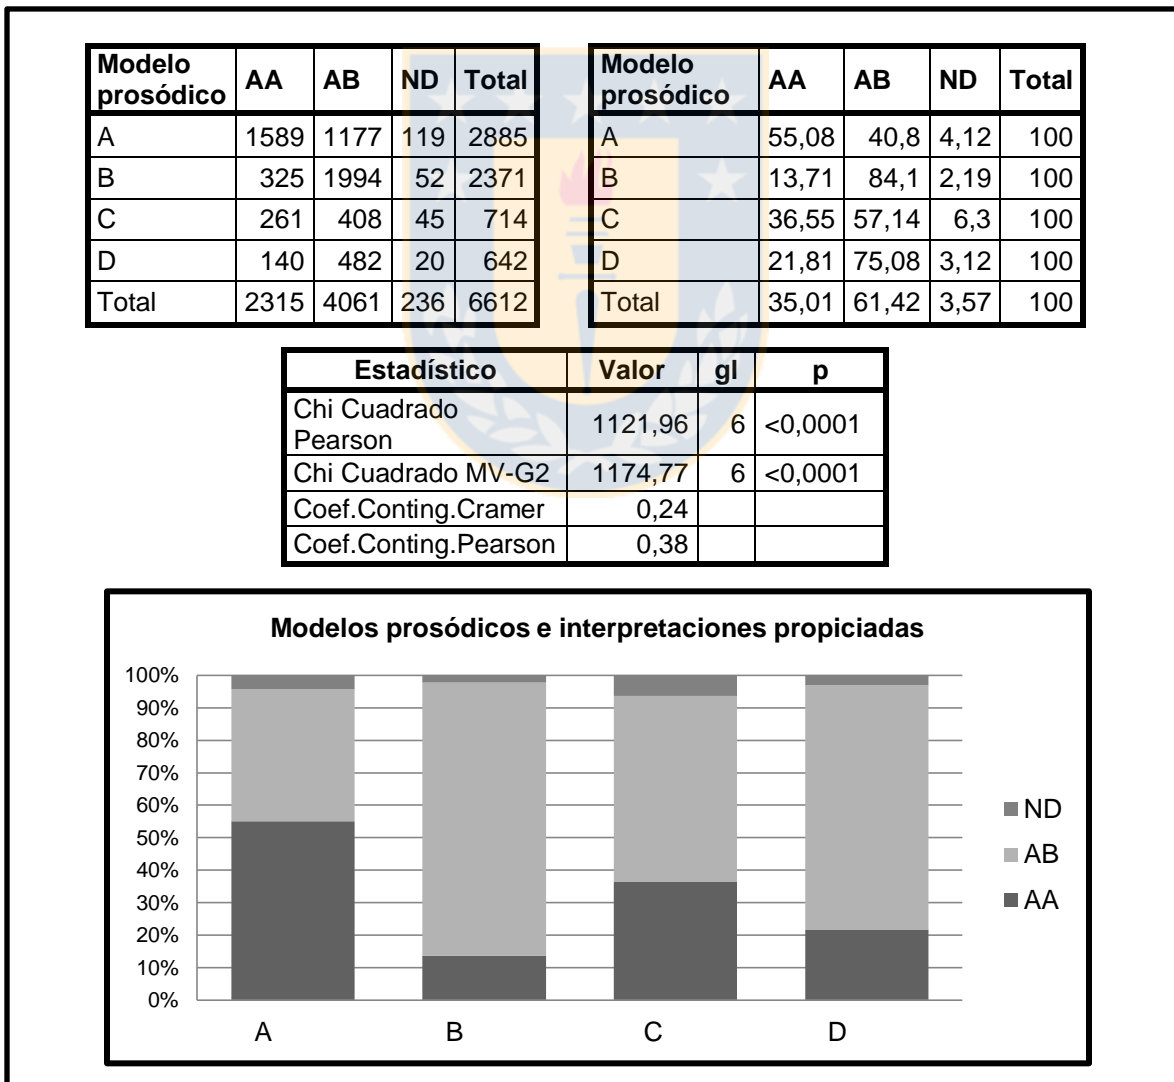 Modelo prosódico AA AB ND Total
A 1589 1177 119 2885
B 325 1994 52 2371
C 261 408 45 714
D 140 482 20 642
Total 2315 4061 236 6612
Modelo prosódico AA AB ND Total
A 55,08 40,8 4,12 100
B 13,71 84,1 2,19 100
C 36,55 57,14 6,3 100
D 21,81 75,08 3,12 100
Total 35,01 61,42 3,57 100
Estadístico Valor gl p
Chi Cuadrado Pearson 1121,96 6 <0,0001
Chi Cuadrado MV-G2 1174,77 6 <0,0001
Coef.Conting.Cramer 0,24
Coef.Conting.Pearson 0,38
Modelos prosódicos e interpretaciones propiciadas
100%
90%
80%
70%
60%
50%
40%
30%
20%
10%
0%
A B C D
ND
AB
AA